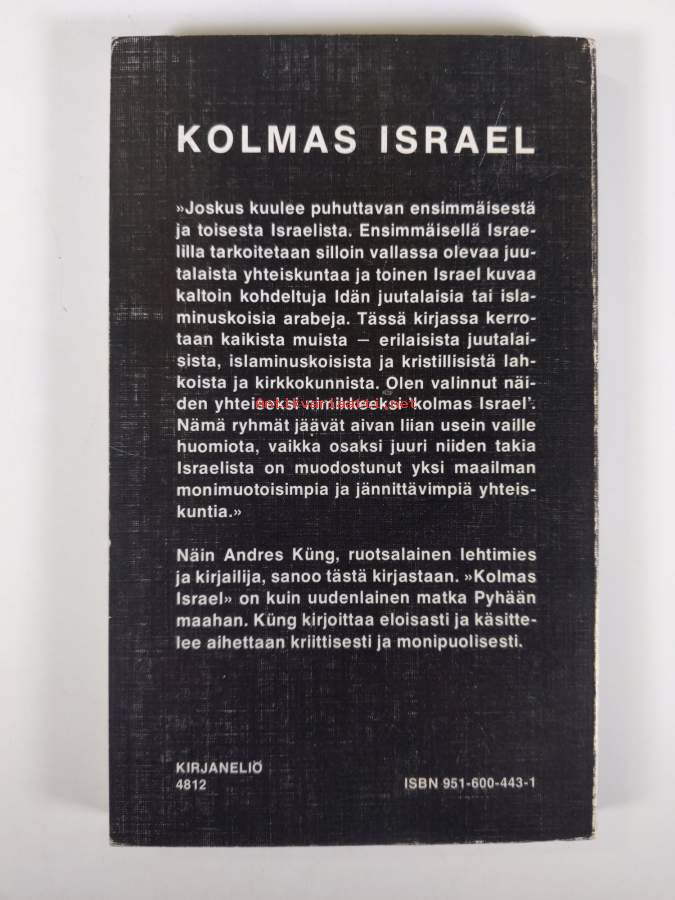 KOLMAS ISRAEL
»Joskus kuulee puhuttavan ensimmäisestä
ja toisesta Israelista. Ensimmäisellä Israe-
lilla tarkoitetaan silloin vallassa olevaa juu-
talaista yhteiskuntaa ja toinen Israel kuvaa
kaltoin kohdeltuja Idän juutalaisia tai isla-
minuskoisia arabeja. Tässä kirjassa kerro-
taan kaikista muista — erilaisista juutalai-
sista, islaminuskoisista ja kristillisistä lah-
koista ja kirkkokunnista. Olen valinnut näi-
den yhteiseksi nimikkeeksi 'kolmas Israel'.
Nämä ryhmät jäävät aivan liian usein vaille
huomiota, vaikka osaksi juuri niiden takia
Israelista on muodostunut yksi maailman
monimuotoisimpia ja jännittävimpiä yhteis-
kuntia.»
Näin Andres Küng, ruotsalainen lehtimies
ja kirjailija, sanoo tästä kirjastaan. »Kolmas
Israel» on kuin uudenlainen matka Pyhään
maahan. Küng kirjoittaa eloisasti ja käsitte-
lee aihettaan kriittisesti ja monipuolisesti.
KIRJANELIÖ
4812
ISBN 951-600-443-1